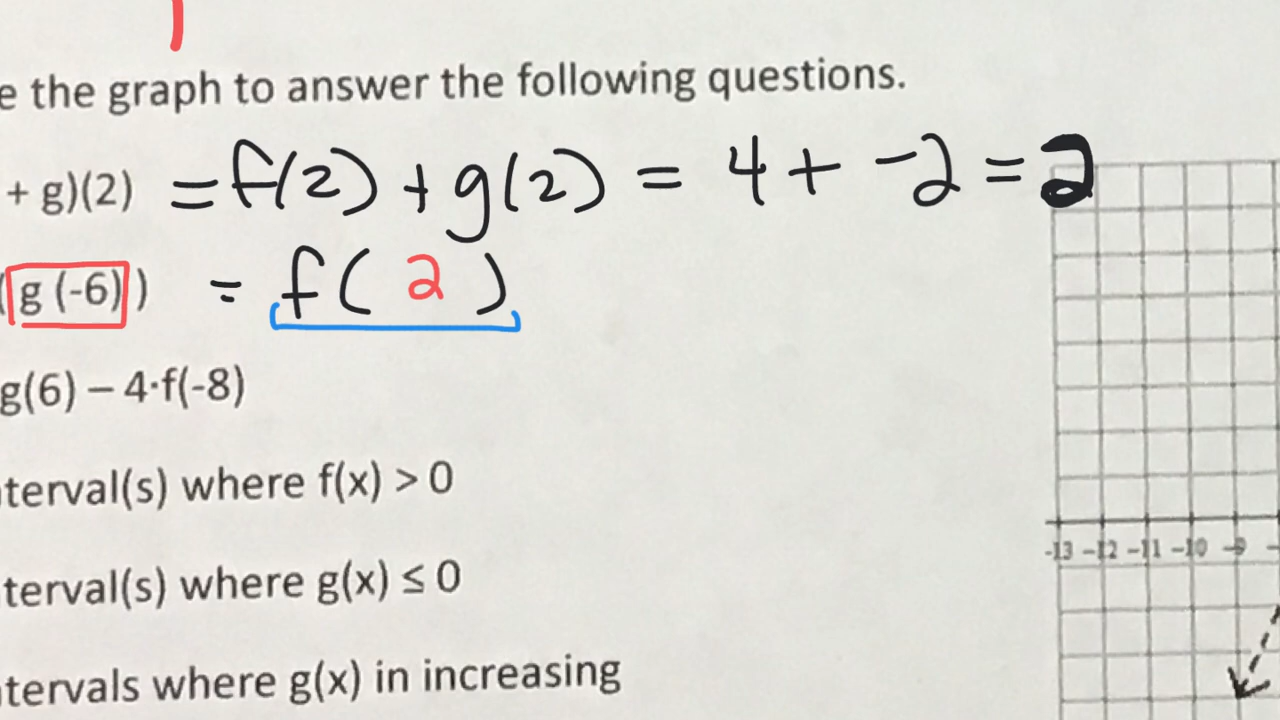 e the graph to answer the following questions.
+ g)(2) = f(2) + g(2) = 4 + -2 = 2
(g (-6)) = f( 2 )
g(6) – 4·f(-8)
terval(s) where f(x) > 0
-13 -12 -11 -10 -9
terval(s) where g(x) ≤ 0
tervals where g(x) in increasing